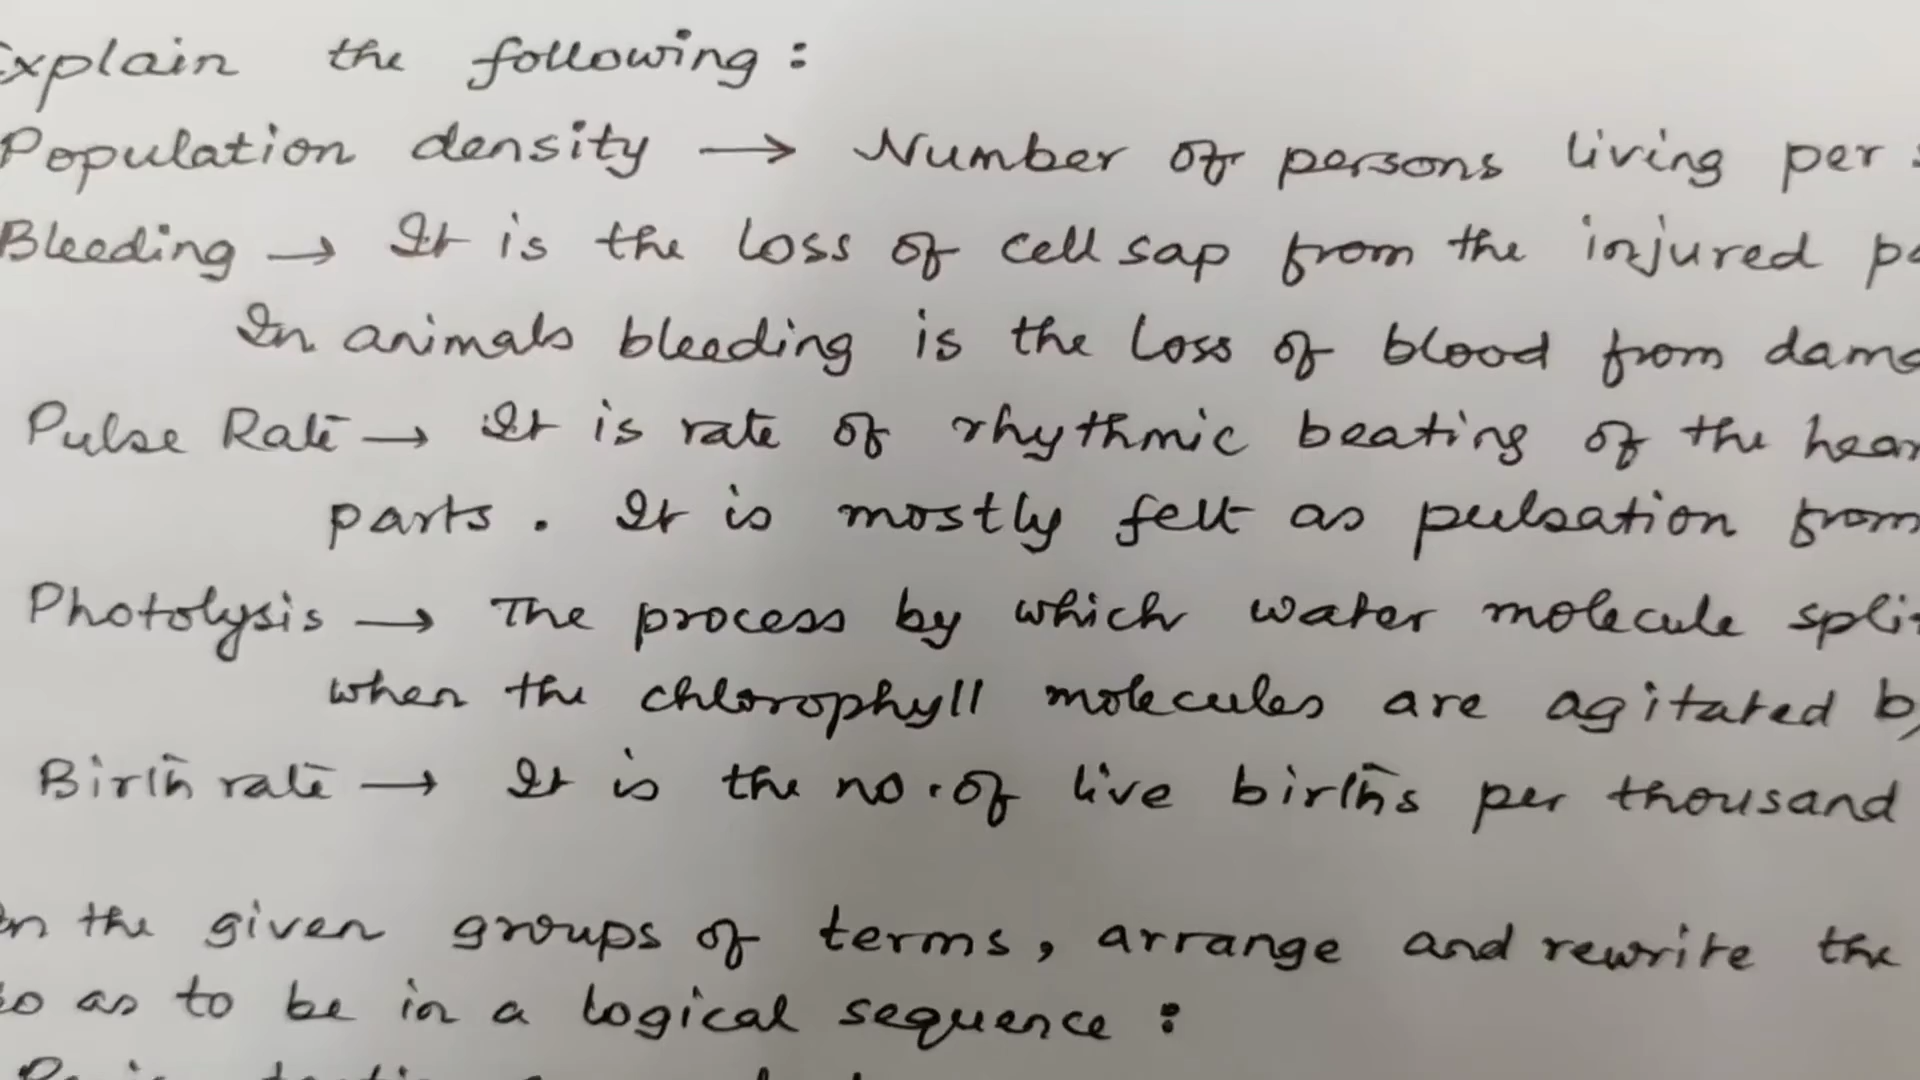 Explain the following :
Population density → Number of persons living per
Bleeding → It is the loss of cell sap from the injured
In animals bleeding is the loss of blood from
Pulse Rate → It is rate of rhythmic beating of the
parts. It is mostly felt as pulsation from
Photolysis → The process by which water molecule
when the chlorophyll molecules are agitated
Birth rate → It is the no. of live births per thousand
In the given groups of terms, arrange and rewrite the
so as to be in a logical sequence :